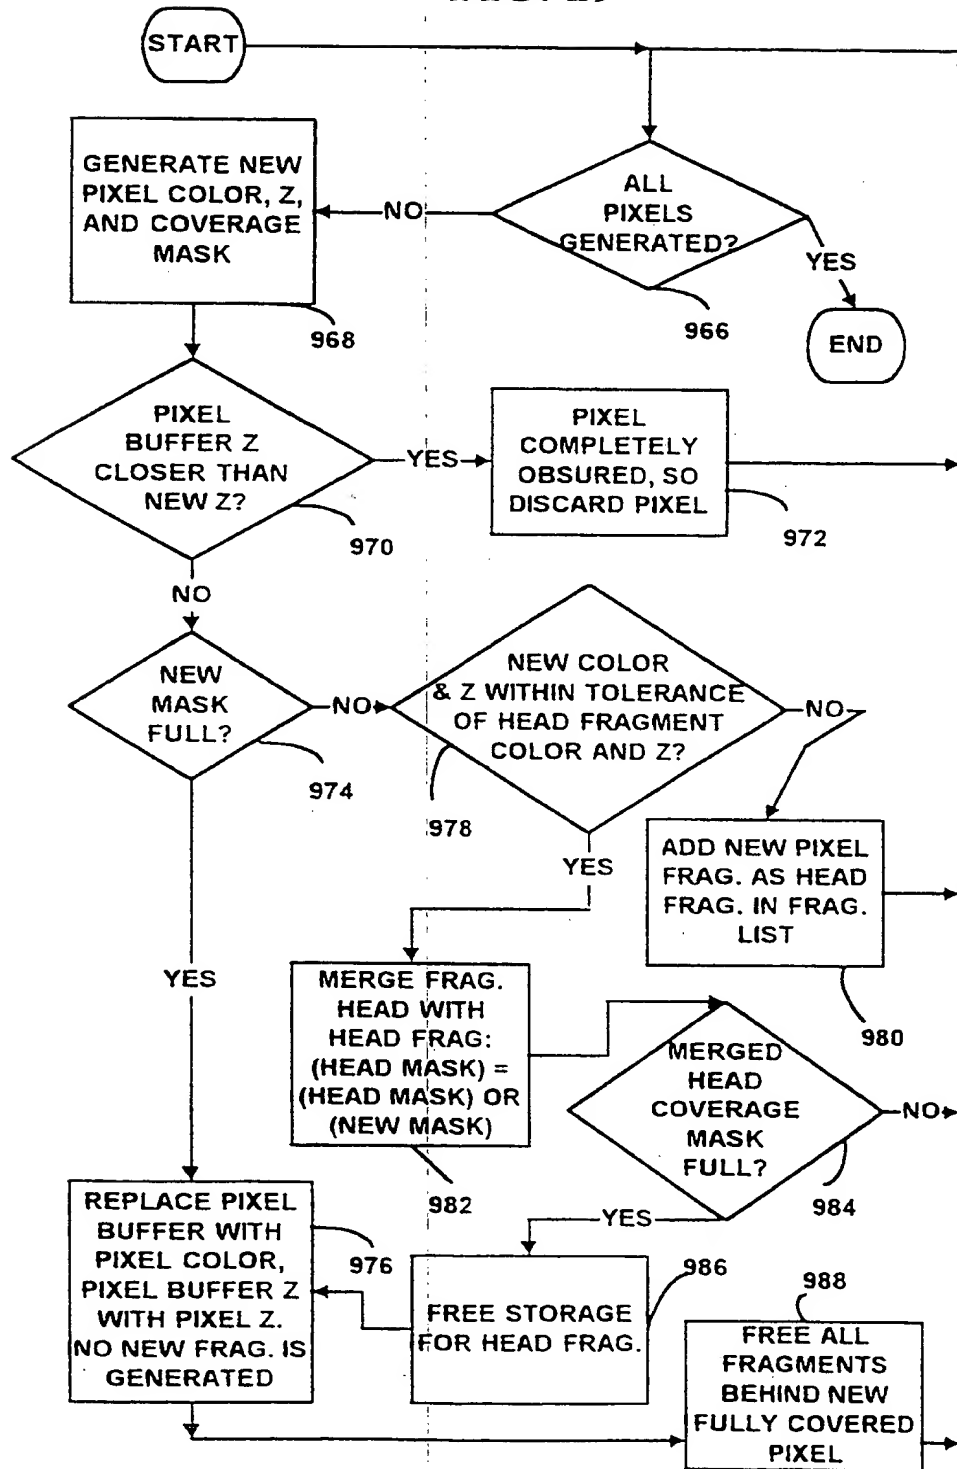 START
GENERATE NEW
PIXEL COLOR, Z,
AND COVERAGE
MASK
968
NO
ALL
PIXELS
GENERATED?
966
YES
END
PIXEL
BUFFER Z
CLOSER THAN
NEW Z?
970
YES
PIXEL
COMPLETELY
OBSURED, SO
DISCARD PIXEL
972
NO
NEW
MASK
FULL?
974
NO
NEW COLOR
& Z WITHIN TOLERANCE
OF HEAD FRAGMENT
COLOR AND Z?
978
NO
YES
ADD NEW PIXEL
FRAG. AS HEAD
FRAG. IN FRAG.
LIST
980
YES
MERGE FRAG.
HEAD WITH
HEAD FRAG:
(HEAD MASK) =
(HEAD MASK) OR
(NEW MASK)
982
MERGED
HEAD
COVERAGE
MASK
FULL?
984
NO
YES
REPLACE PIXEL
BUFFER WITH
PIXEL COLOR,
PIXEL BUFFER Z
WITH PIXEL Z.
NO NEW FRAG. IS
GENERATED
976
FREE STORAGE
FOR HEAD FRAG.
986
988
FREE ALL
FRAGMENTS
BEHIND NEW
FULLY COVERED
PIXEL